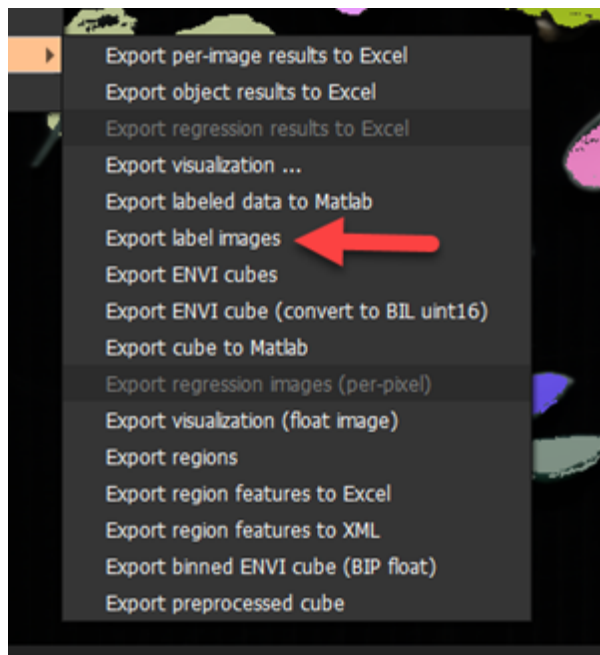 Export per-image results to Excel
Export object results to Excel
Export regression results to Excel
Export visualization ...
Export labeled data to Matlab
Export label images
Export ENVI cubes
Export ENVI cube (convert to BIL uint16)
Export cube to Matlab
Export regression images (per-pixel)
Export visualization (float image)
Export regions
Export region features to Excel
Export region features to XML
Export binned ENVI cube (BIP float)
Export preprocessed cube